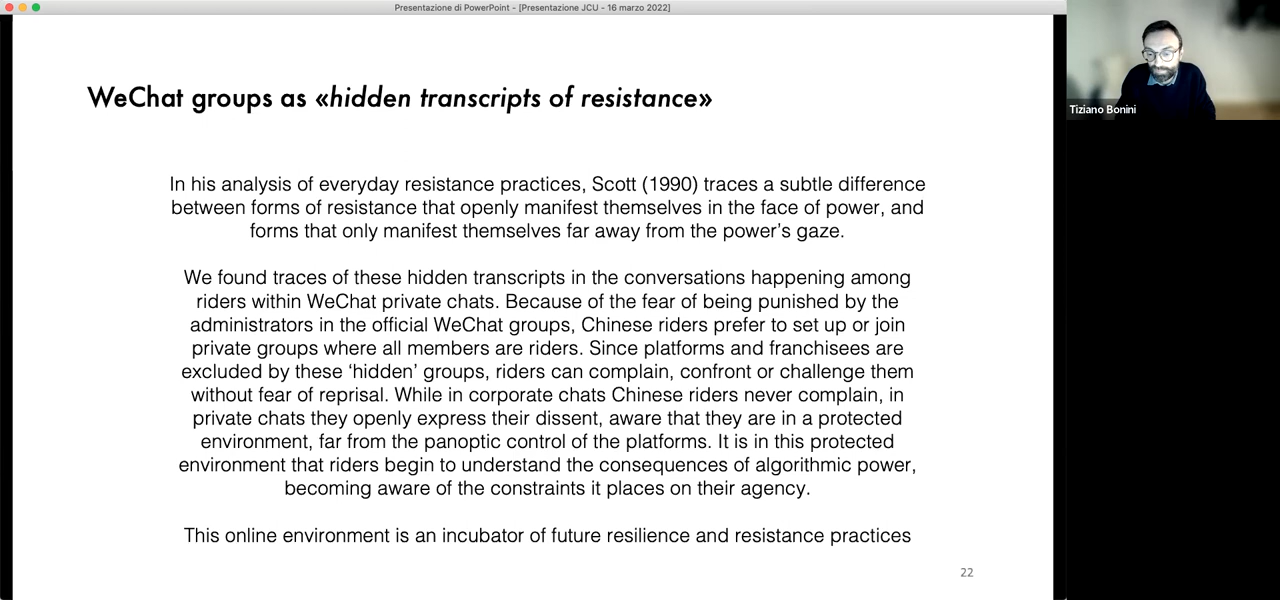 Presentazione di PowerPoint - [Presentazione JCU - 16 marzo 2022]
WeChat groups as «hidden transcripts of resistance»
In his analysis of everyday resistance practices, Scott (1990) traces a subtle difference
between forms of resistance that openly manifest themselves in the face of power, and
forms that only manifest themselves far away from the power's gaze.
We found traces of these hidden transcripts in the conversations happening among
riders within WeChat private chats. Because of the fear of being punished by the
administrators in the official WeChat groups, Chinese riders prefer to set up or join
private groups where all members are riders. Since platforms and franchisees are
excluded by these ‘hidden’ groups, riders can complain, confront or challenge them
without fear of reprisal. While in corporate chats Chinese riders never complain, in
private chats they openly express their dissent, aware that they are in a protected
environment, far from the panoptic control of the platforms. It is in this protected
environment that riders begin to understand the consequences of algorithmic power,
becoming aware of the constraints it places on their agency.
This online environment is an incubator of future resilience and resistance practices
22
Tiziano Bonini